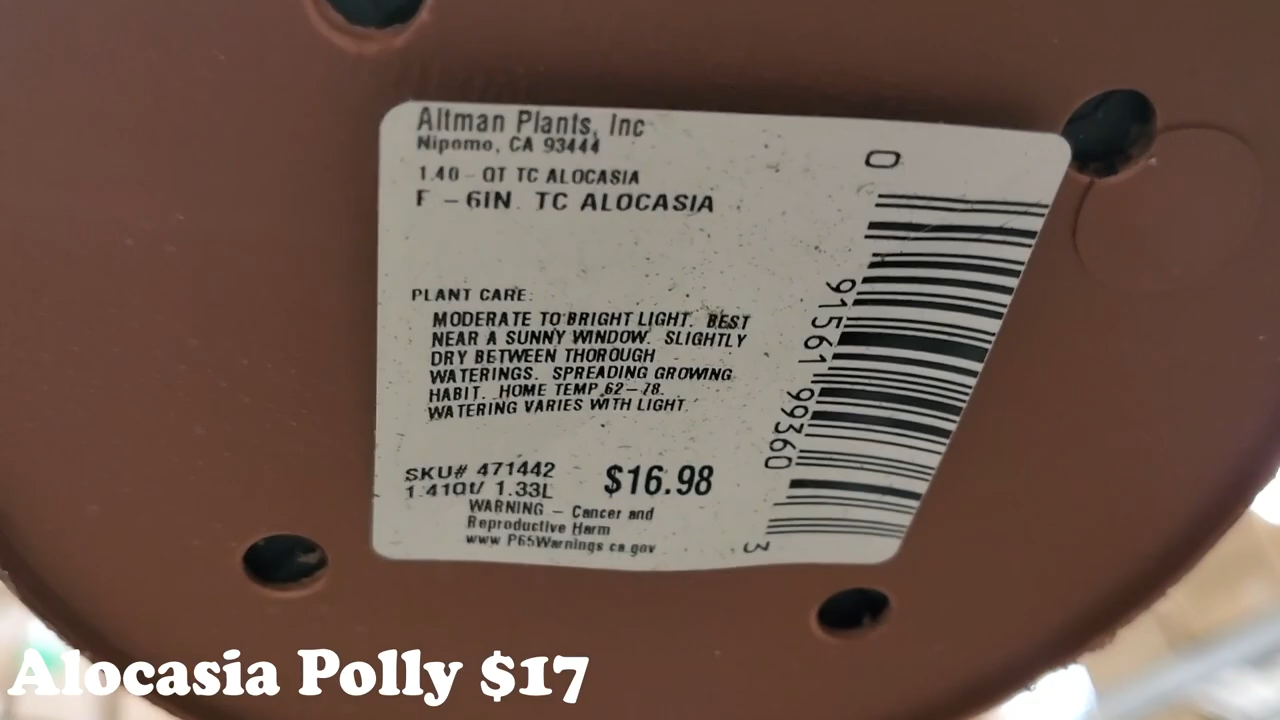 Altman Plants, Inc
Nipomo, CA 93444
1.40 - QT TC ALOCASIA
F - 6IN TC ALOCASIA
PLANT CARE:
MODERATE TO BRIGHT LIGHT. BEST
NEAR A SUNNY WINDOW. SLIGHTLY
DRY BETWEEN THOROUGH
WATERINGS. SPREADING GROWING
HABIT. HOME TEMP 62-78.
WATERING VARIES WITH LIGHT.
SKU# 471442
$16.98
1.41Qt/ 1.33L
WARNING - Cancer and
Reproductive Harm
www.P65Warnings.ca.gov
0 91561 99360 3
Alocasia Polly $17